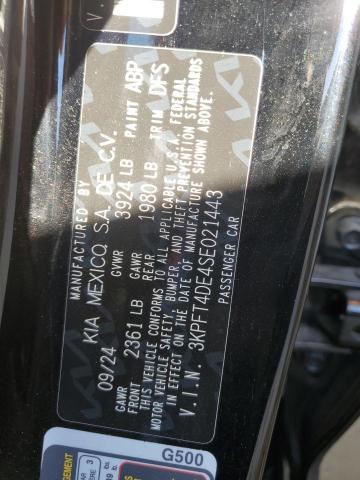 MANUFACTURED BY
KIA MEXICO, S.A. DE C.V.
09/24 GVWR 3924 LB PAINT ABP
GAWR FRONT 2361 LB GAWR REAR 1980 LB TRIM DFS
THIS VEHICLE CONFORMS TO ALL APPLICABLE U.S.A. FEDERAL
MOTOR VEHICLE SAFETY, BUMPER, AND THEFT PREVENTION STANDARDS
IN EFFECT ON THE DATE OF MANUFACTURE SHOWN ABOVE.
V.I.N. 3KPFT4DE4SE021443
PASSENGER CAR
G500